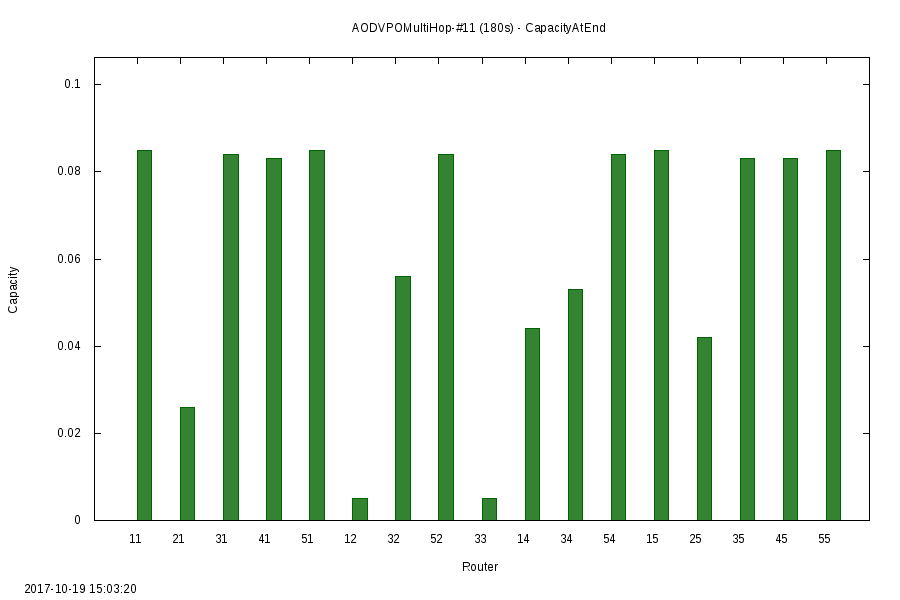 AODVPOMultiHop-#11 (180s) - CapacityAtEnd
0.1
0.08
0.06
0.04
0.02
0
Capacity
11 21 31 41 51 12 32 52 33 14 34 54 15 25 35 45 55
Router
2017-10-19 15:03:20